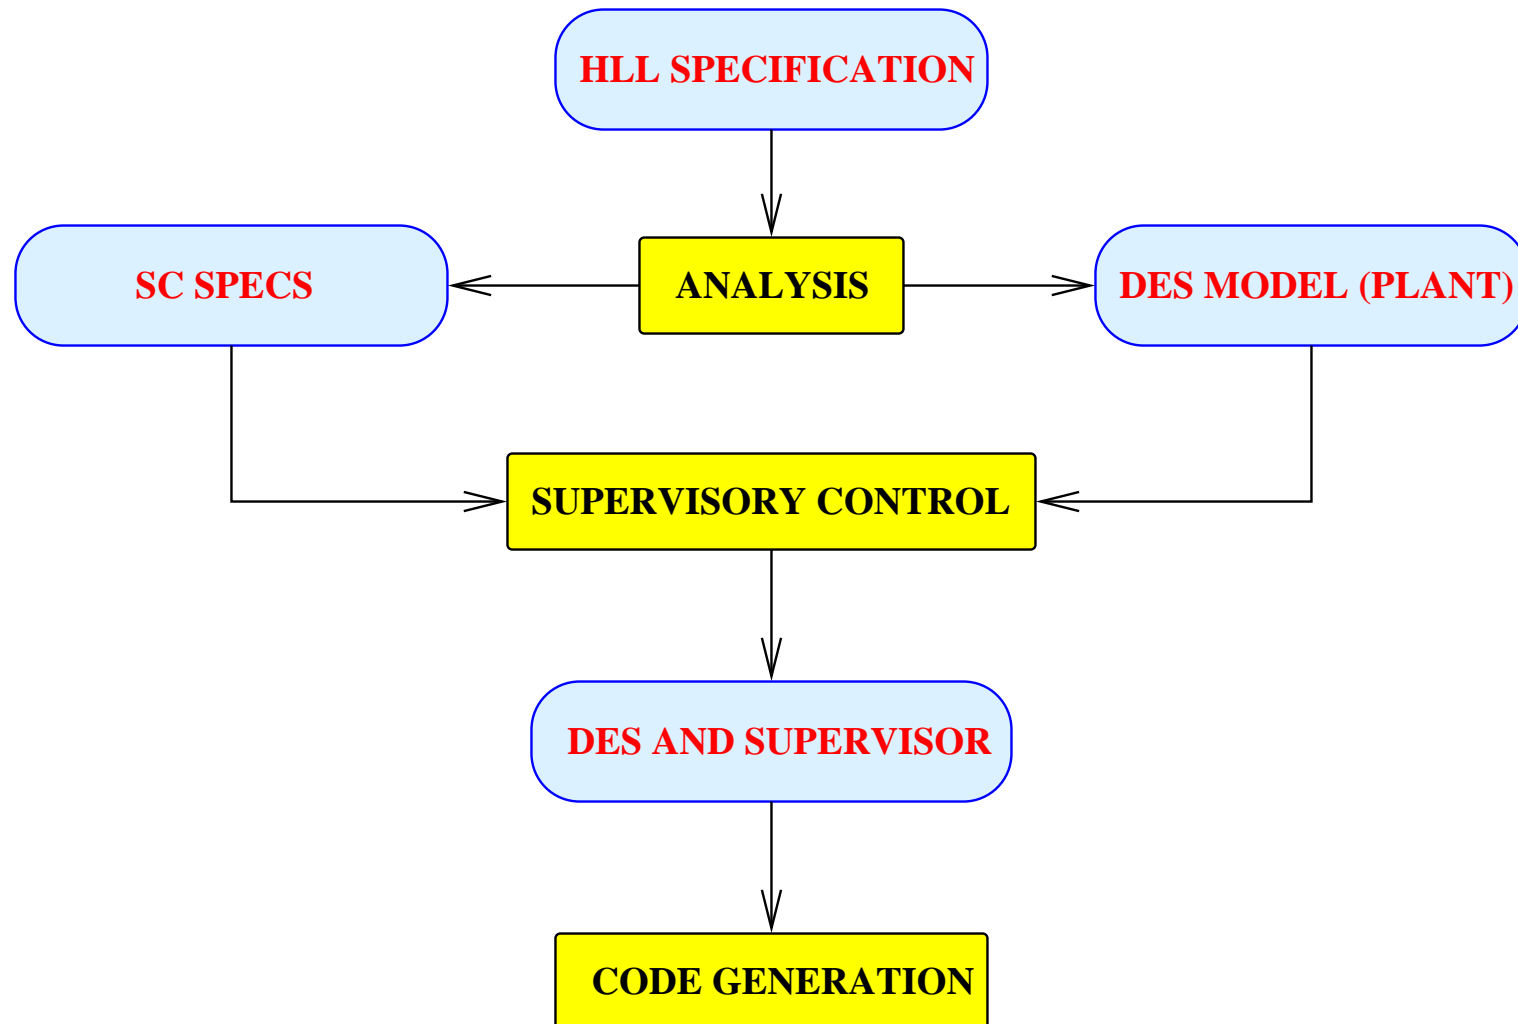 HLL SPECIFICATION
SC SPECS
ANALYSIS
DES MODEL (PLANT)
SUPERVISORY CONTROL
DES AND SUPERVISOR
CODE GENERATION